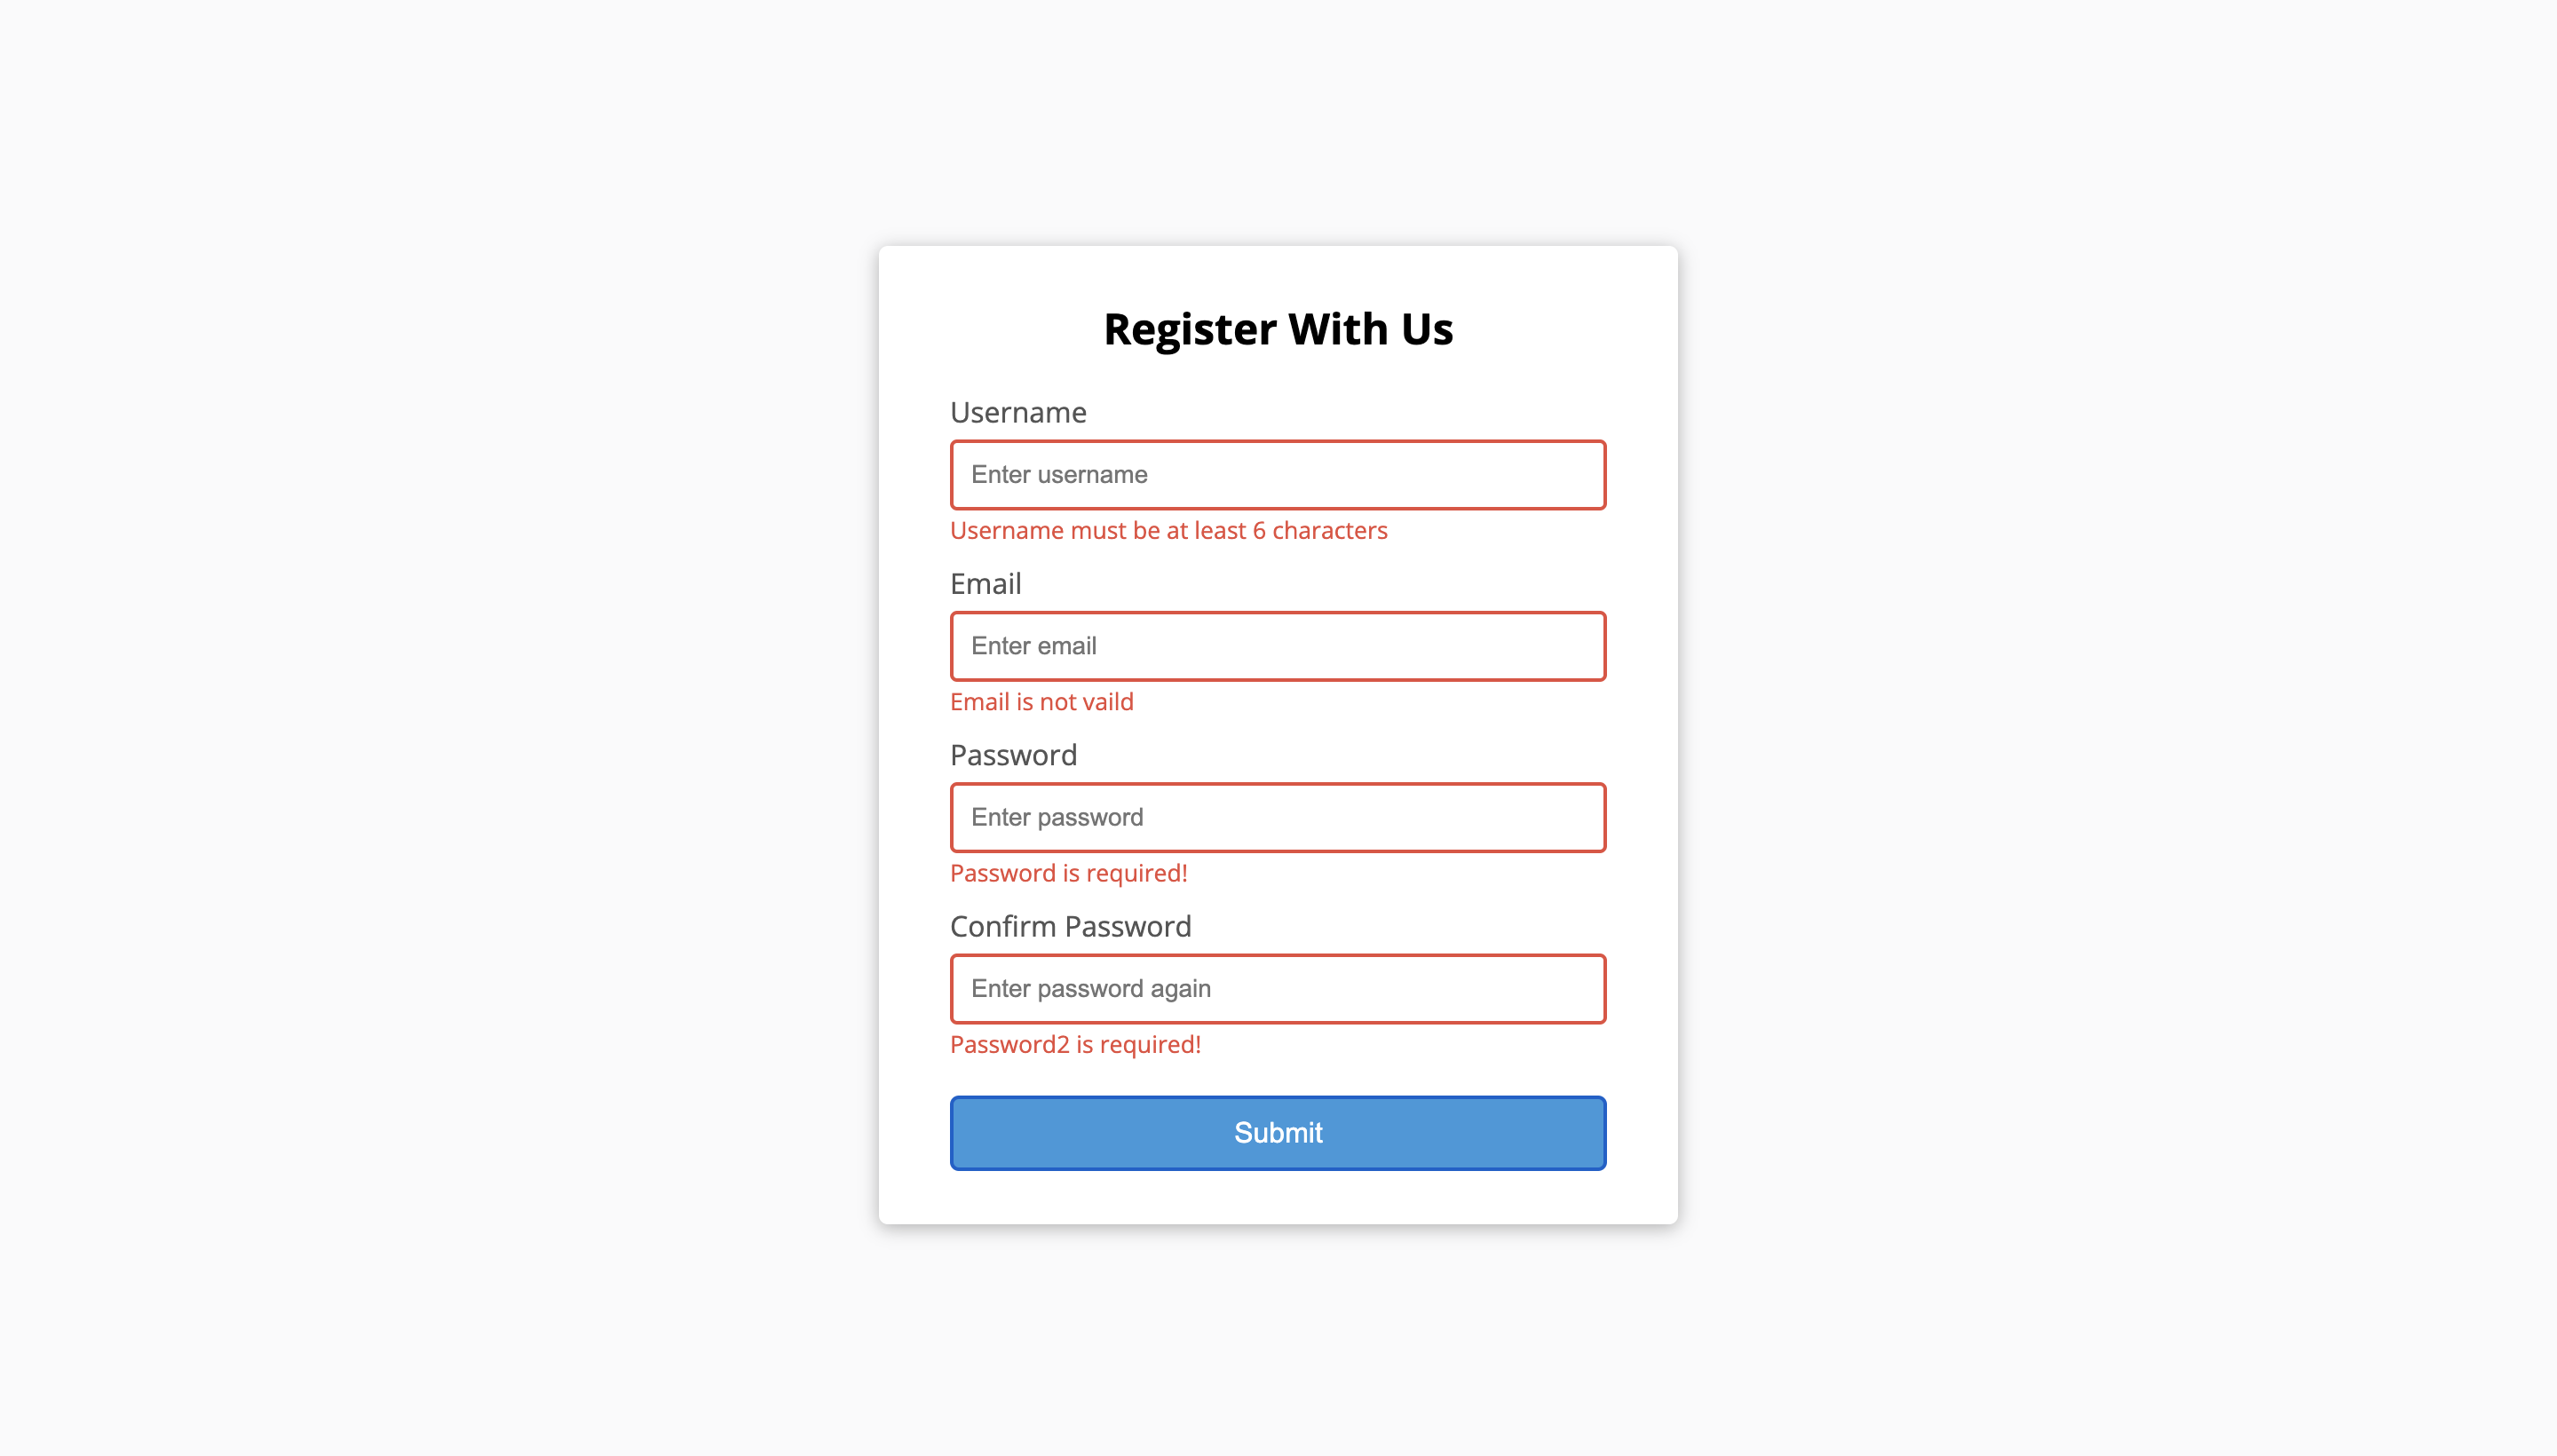 Register With Us
Username
Enter username
Username must be at least 6 characters
Email
Enter email
Email is not vaild
Password
Enter password
Password is required!
Confirm Password
Enter password again
Password2 is required!
Submit